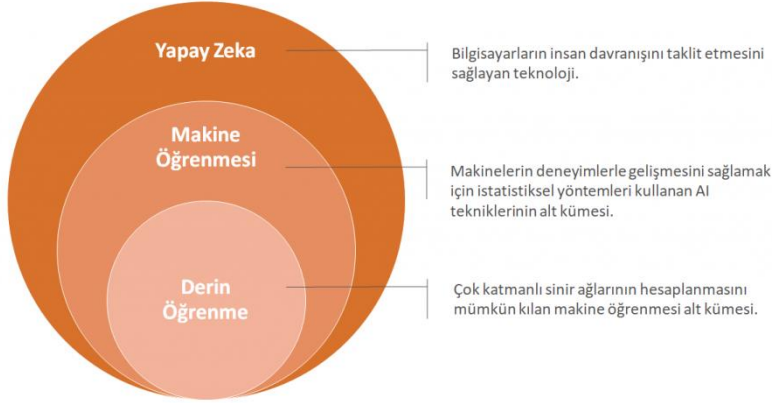 Yapay Zeka
Bilgisayarların insan davranışını taklit etmesini
sağlayan teknoloji.
Makine
Öğrenmesi
Makinelerin deneyimlerle gelişmesini sağlamak
için istatistiksel yöntemleri kullanan AI
tekniklerinin alt kümesi.
Derin
Öğrenme
Çok katmanlı sinir ağlarının hesaplanmasını
mümkün kılan makine öğrenmesi alt kümesi.